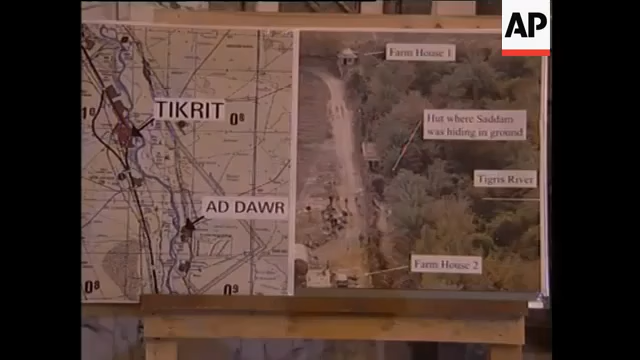 AP
Farm House 1
TIKRIT
Hut where Saddam
was hiding in ground
Tigris River
AD DAWR
Farm House 2